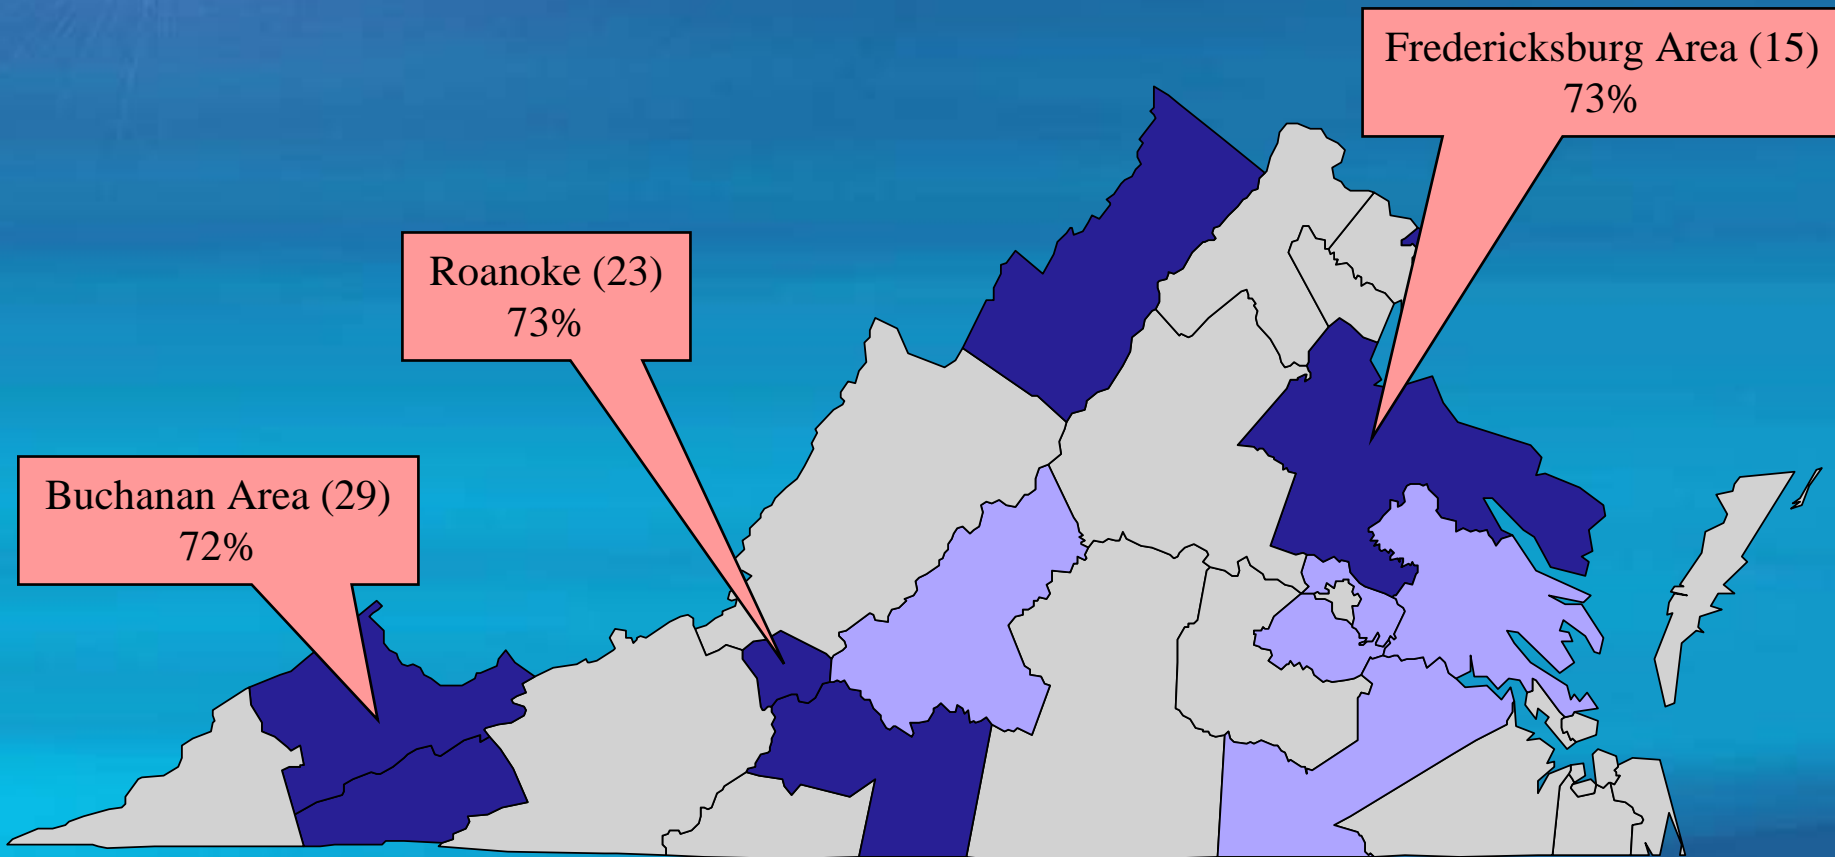 Fredericksburg Area (15)
73%
Roanoke (23)
73%
Buchanan Area (29)
72%